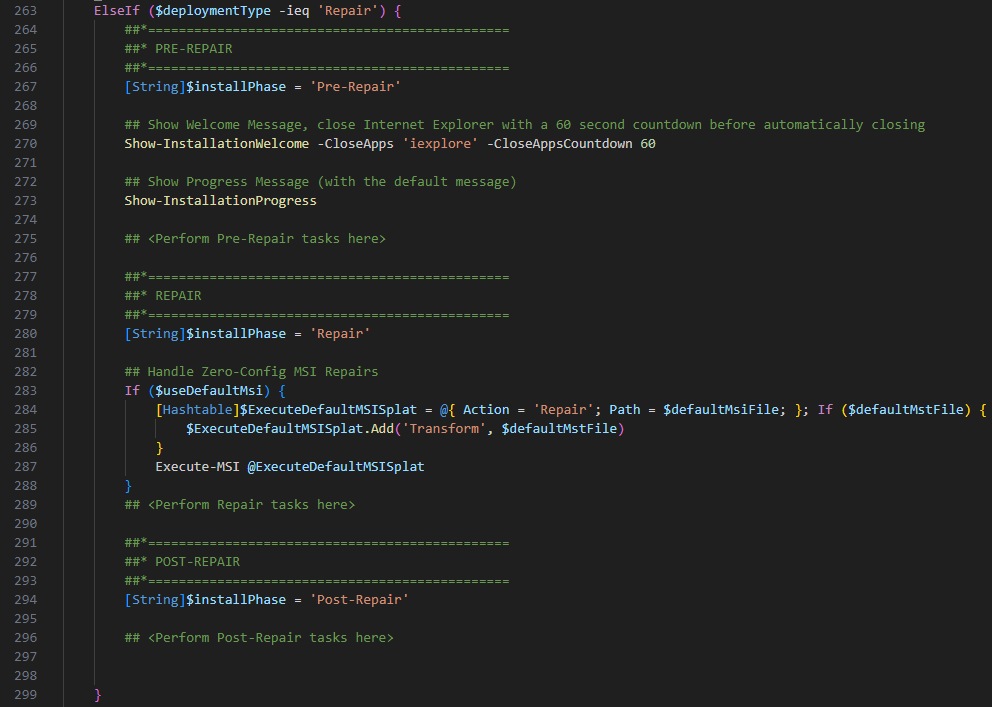 263 ElseIf ($deploymentType -ieq 'Repair') {
264 ##*===============================================
265 ##* PRE-REPAIR
266 ##*===============================================
267 [String]$installPhase = 'Pre-Repair'
268
269 ## Show Welcome Message, close Internet Explorer with a 60 second countdown before automatically closing
270 Show-InstallationWelcome -CloseApps 'iexplore' -CloseAppsCountdown 60
271
272 ## Show Progress Message (with the default message)
273 Show-InstallationProgress
274
275 ## <Perform Pre-Repair tasks here>
276
277 ##*===============================================
278 ##* REPAIR
279 ##*===============================================
280 [String]$installPhase = 'Repair'
281
282 ## Handle Zero-Config MSI Repairs
283 If ($useDefaultMsi) {
284 [Hashtable]$ExecuteDefaultMSISplat = @{ Action = 'Repair'; Path = $defaultMsiFile; }; If ($defaultMstFile) {
285 $ExecuteDefaultMSISplat.Add('Transform', $defaultMstFile)
286 }
287 Execute-MSI @ExecuteDefaultMSISplat
288 }
289 ## <Perform Repair tasks here>
290
291 ##*===============================================
292 ##* POST-REPAIR
293 ##*===============================================
294 [String]$installPhase = 'Post-Repair'
295
296 ## <Perform Post-Repair tasks here>
297
298
299 }